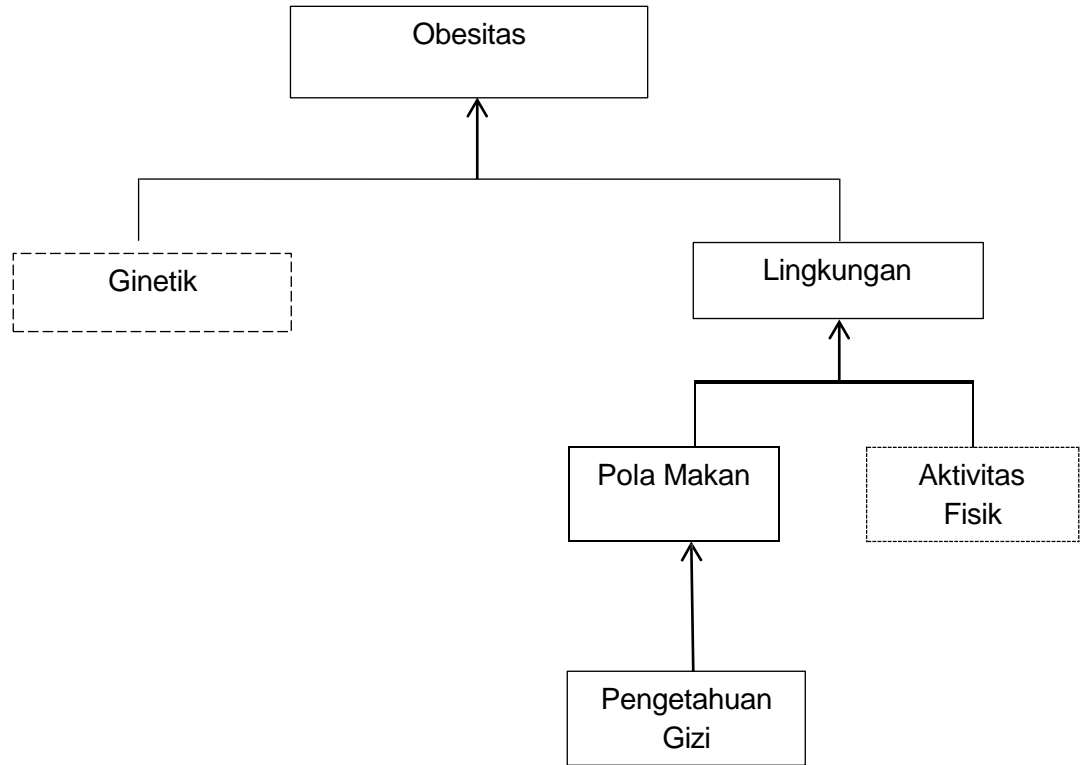 Obesitas
Ginetik
Lingkungan
Pola Makan
Aktivitas
Fisik
Pengetahuan
Gizi